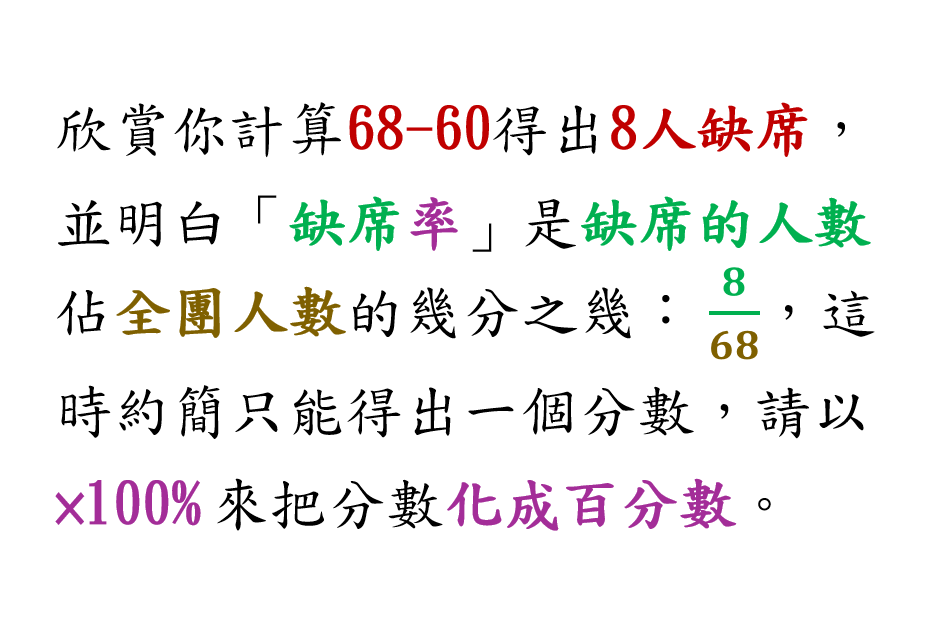 欣賞你計算68-60得出8人缺席，
並明白「缺席率」是缺席的人數
佔全團人數的幾分之幾：8/68，這
時約簡只能得出一個分數，請以
×100% 來把分數化成百分數。